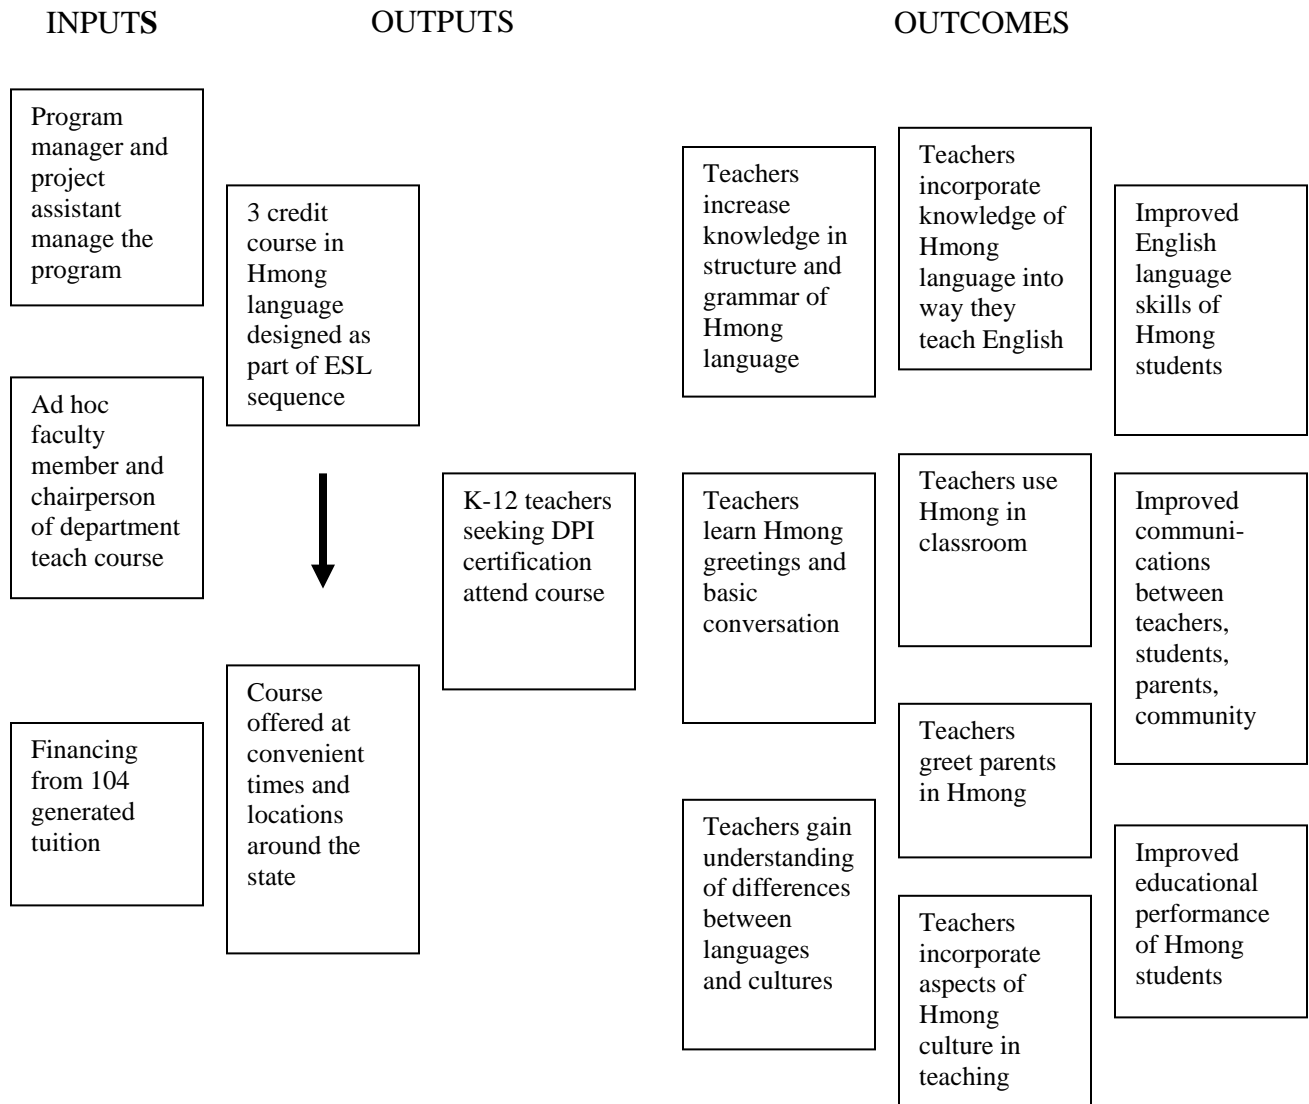 INPUTS
OUTPUTS
OUTCOMES
Program
manager and
project
assistant
manage the
program
Ad hoc
faculty
member and
chairperson
of department
teach course
Financing
from 104
generated
tuition
3 credit
course in
Hmong
language
designed as
part of ESL
sequence
Course
offered at
convenient
times and
locations
around the
state
K-12 teachers
seeking DPI
certification
attend course
Teachers
increase
knowledge in
structure and
grammar of
Hmong
language
Teachers
learn Hmong
greetings and
basic
conversation
Teachers gain
understanding
of differences
between
languages
and cultures
Teachers
incorporate
knowledge of
Hmong
language into
way they
teach English
Teachers use
Hmong in
classroom
Teachers
greet parents
in Hmong
Teachers
incorporate
aspects of
Hmong
culture in
teaching
Improved
English
language
skills of
Hmong
students
Improved
communi-
cations
between
teachers,
students,
parents,
community
Improved
educational
performance
of Hmong
students